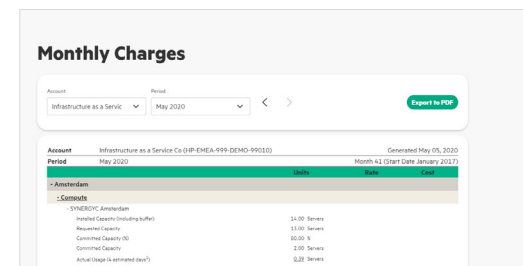 Monthly Charges
Account Period
Infrastructure as a Servic May 2020 Export to PDF
Account Infrastructure as a Service Co (HP-EMEA-999-DEMO-99010) Generated May 05, 2020
Period May 2020 Month 41 (Start Date January 2017)
Units Rate Cost
- Amsterdam
- Compute
- SYNERGYC Amsterdam
Installed Capacity (including buffer) 14.00 Servers
Requested Capacity 13.00 Servers
Committed Capacity (%) 80.00 %
Committed Capacity 2.00 Servers
Actual Usage (4 estimated days²) 0.39 Servers